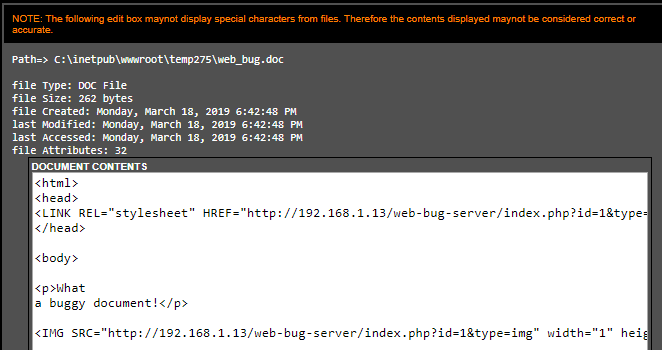 NOTE: The following edit box maynot display special characters from files. Therefore the contents displayed maynot be considered correct or
accurate.
Path=> C:\inetpub\wwwroot\temp275\web_bug.doc
file Type: DOC File
file Size: 262 bytes
file Created: Monday, March 18, 2019 6:42:48 PM
last Modified: Monday, March 18, 2019 6:42:48 PM
last Accessed: Monday, March 18, 2019 6:42:48 PM
file Attributes: 32
DOCUMENT CONTENTS
<html>
<head>
<LINK REL="stylesheet" HREF="http://192.168.1.13/web-bug-server/index.php?id=1&type=
</head>
<body>
<p>What
a buggy document!</p>
<IMG SRC="http://192.168.1.13/web-bug-server/index.php?id=1&type=img" width="1" heig